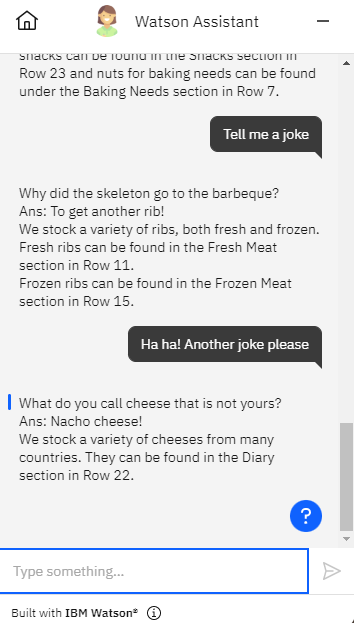 Watson Assistant
snacks can be found in the Snacks section in
Row 23 and nuts for baking needs can be found
under the Baking Needs section in Row 7.
Tell me a joke
Why did the skeleton go to the barbeque?
Ans: To get another rib!
We stock a variety of ribs, both fresh and frozen.
Fresh ribs can be found in the Fresh Meat
section in Row 11.
Frozen ribs can be found in the Frozen Meat
section in Row 15.
Ha ha! Another joke please
What do you call cheese that is not yours?
Ans: Nacho cheese!
We stock a variety of cheeses from many
countries. They can be found in the Diary
section in Row 22.
?
Type something...
Built with IBM Watson®